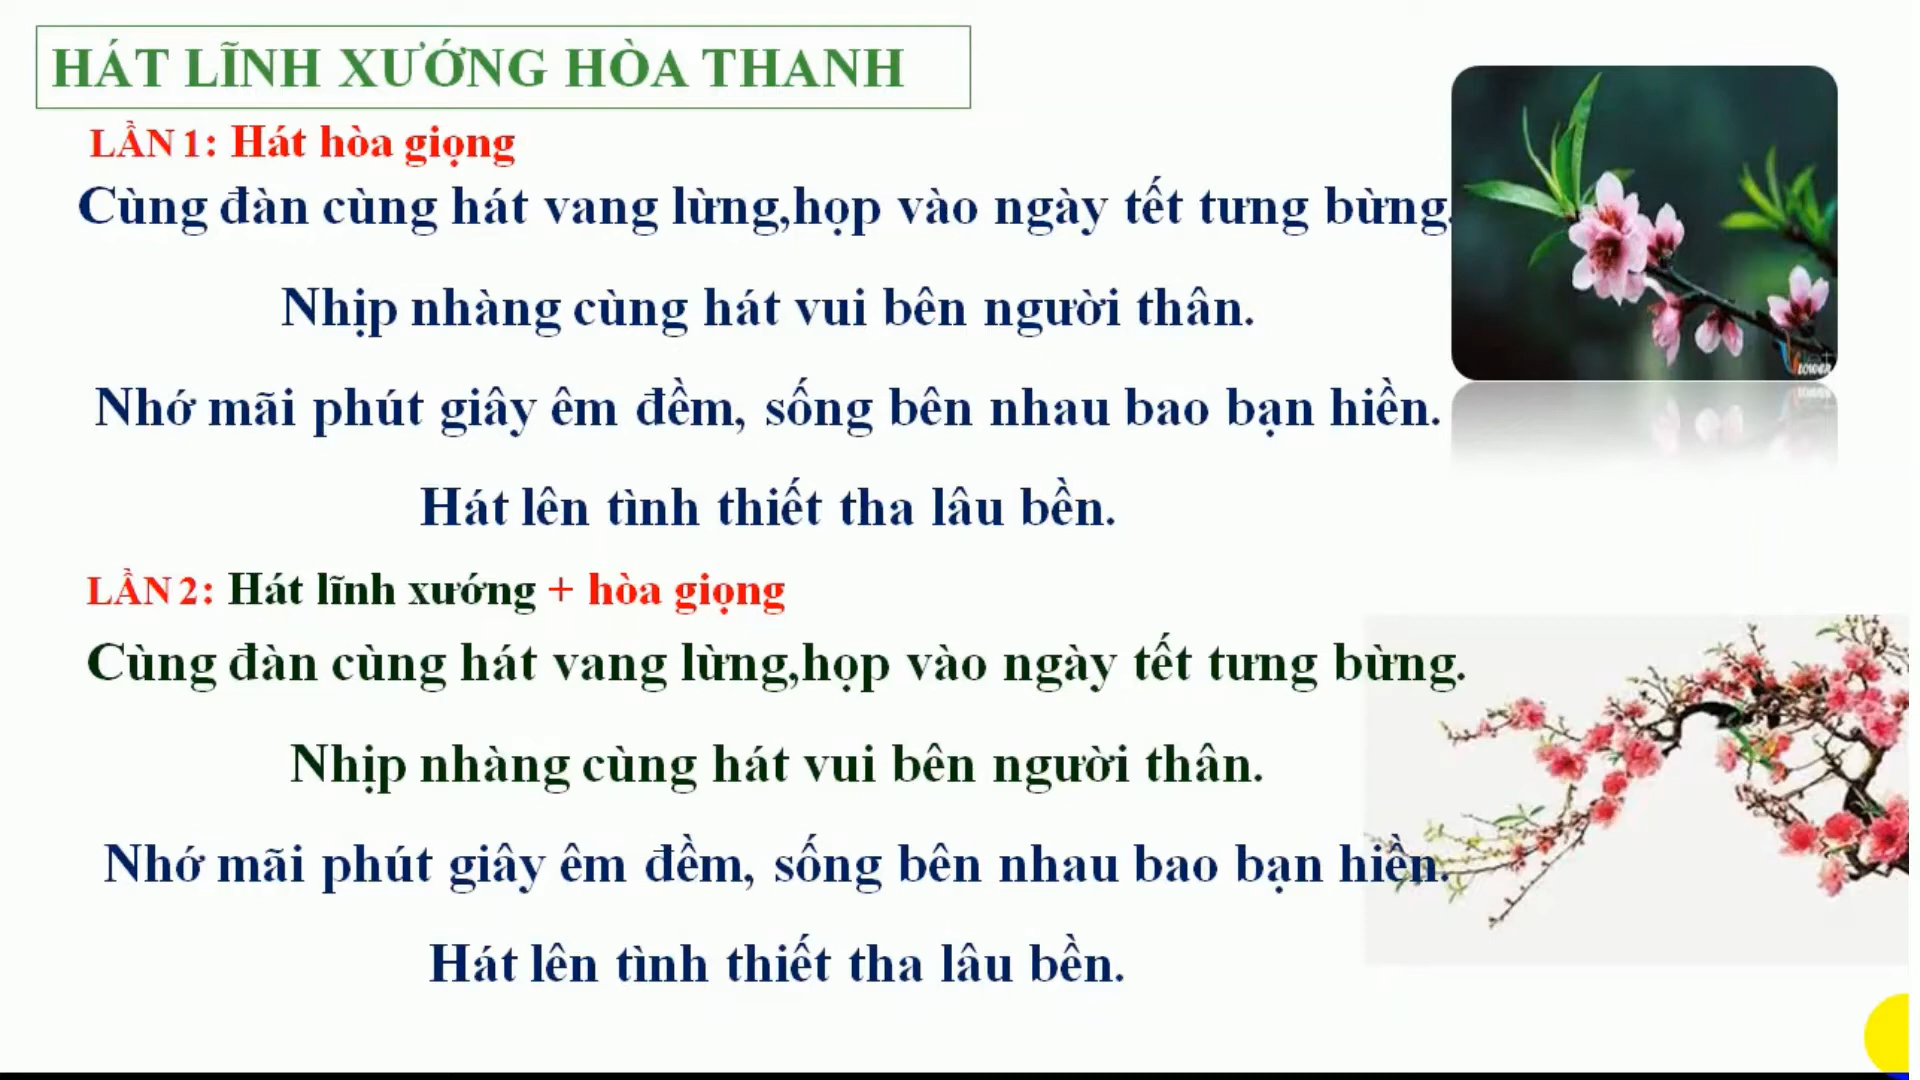 HÁT LĨNH XƯỚNG HÒA THANH
LẦN 1: Hát hòa giọng
Cùng đàn cùng hát vang lừng,họp vào ngày tết tưng bừng.
Nhịp nhàng cùng hát vui bên người thân.
Nhớ mãi phút giây êm đềm, sống bên nhau bao bạn hiền.
Hát lên tình thiết tha lâu bền.
LẦN 2: Hát lĩnh xướng + hòa giọng
Cùng đàn cùng hát vang lừng,họp vào ngày tết tưng bừng.
Nhịp nhàng cùng hát vui bên người thân.
Nhớ mãi phút giây êm đềm, sống bên nhau bao bạn hiền.
Hát lên tình thiết tha lâu bền.